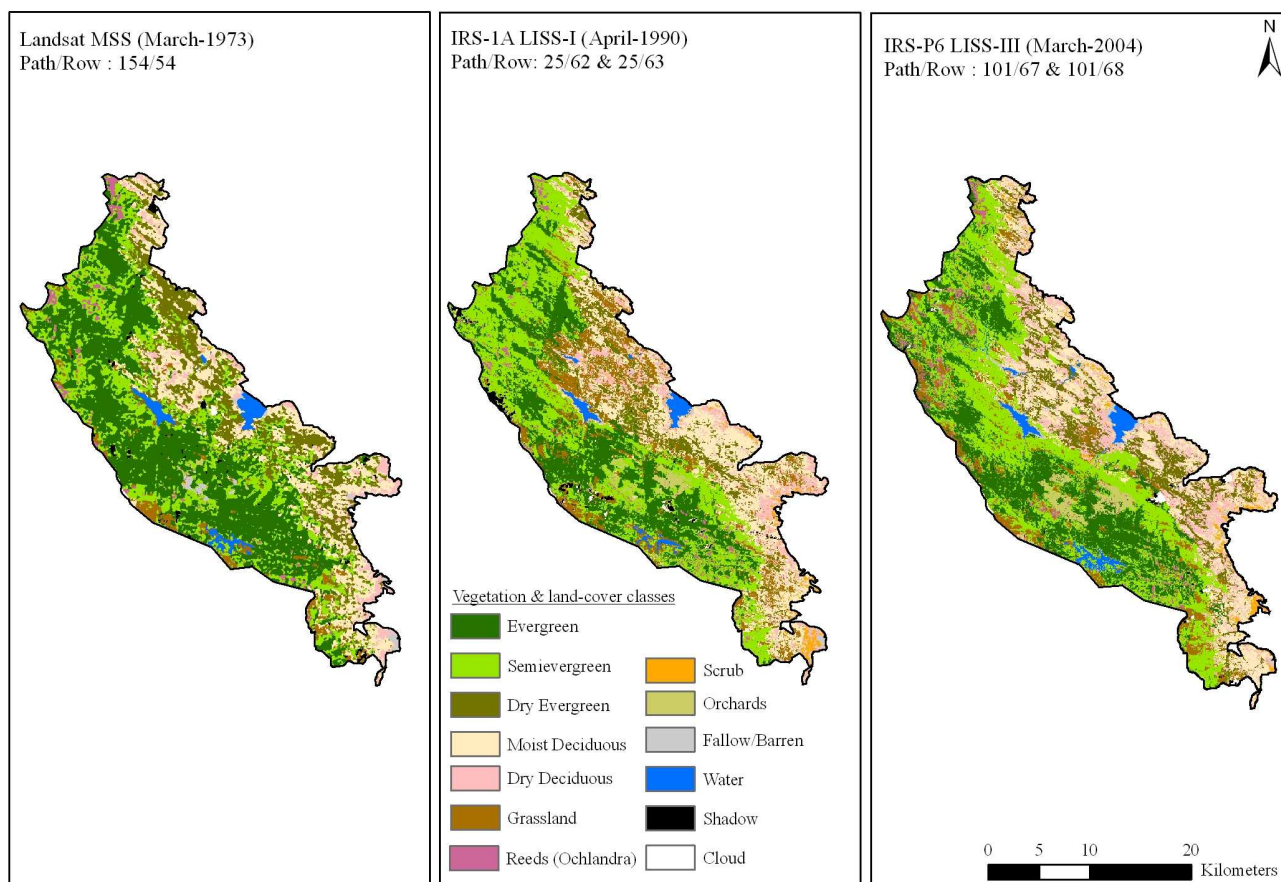 Landsat MSS (March-1973)
Path/Row : 154/54
IRS-1A LISS-I (April-1990)
Path/Row: 25/62 & 25/63
IRS-P6 LISS-III (March-2004)
Path/Row : 101/67 & 101/68
N
Vegetation & land-cover classes
Evergreen
Semievergreen
Dry Evergreen
Moist Deciduous
Dry Deciduous
Grassland
Reeds (Ochlandra)
Scrub
Orchards
Fallow/Barren
Water
Shadow
Cloud
0 5 10 20
Kilometers